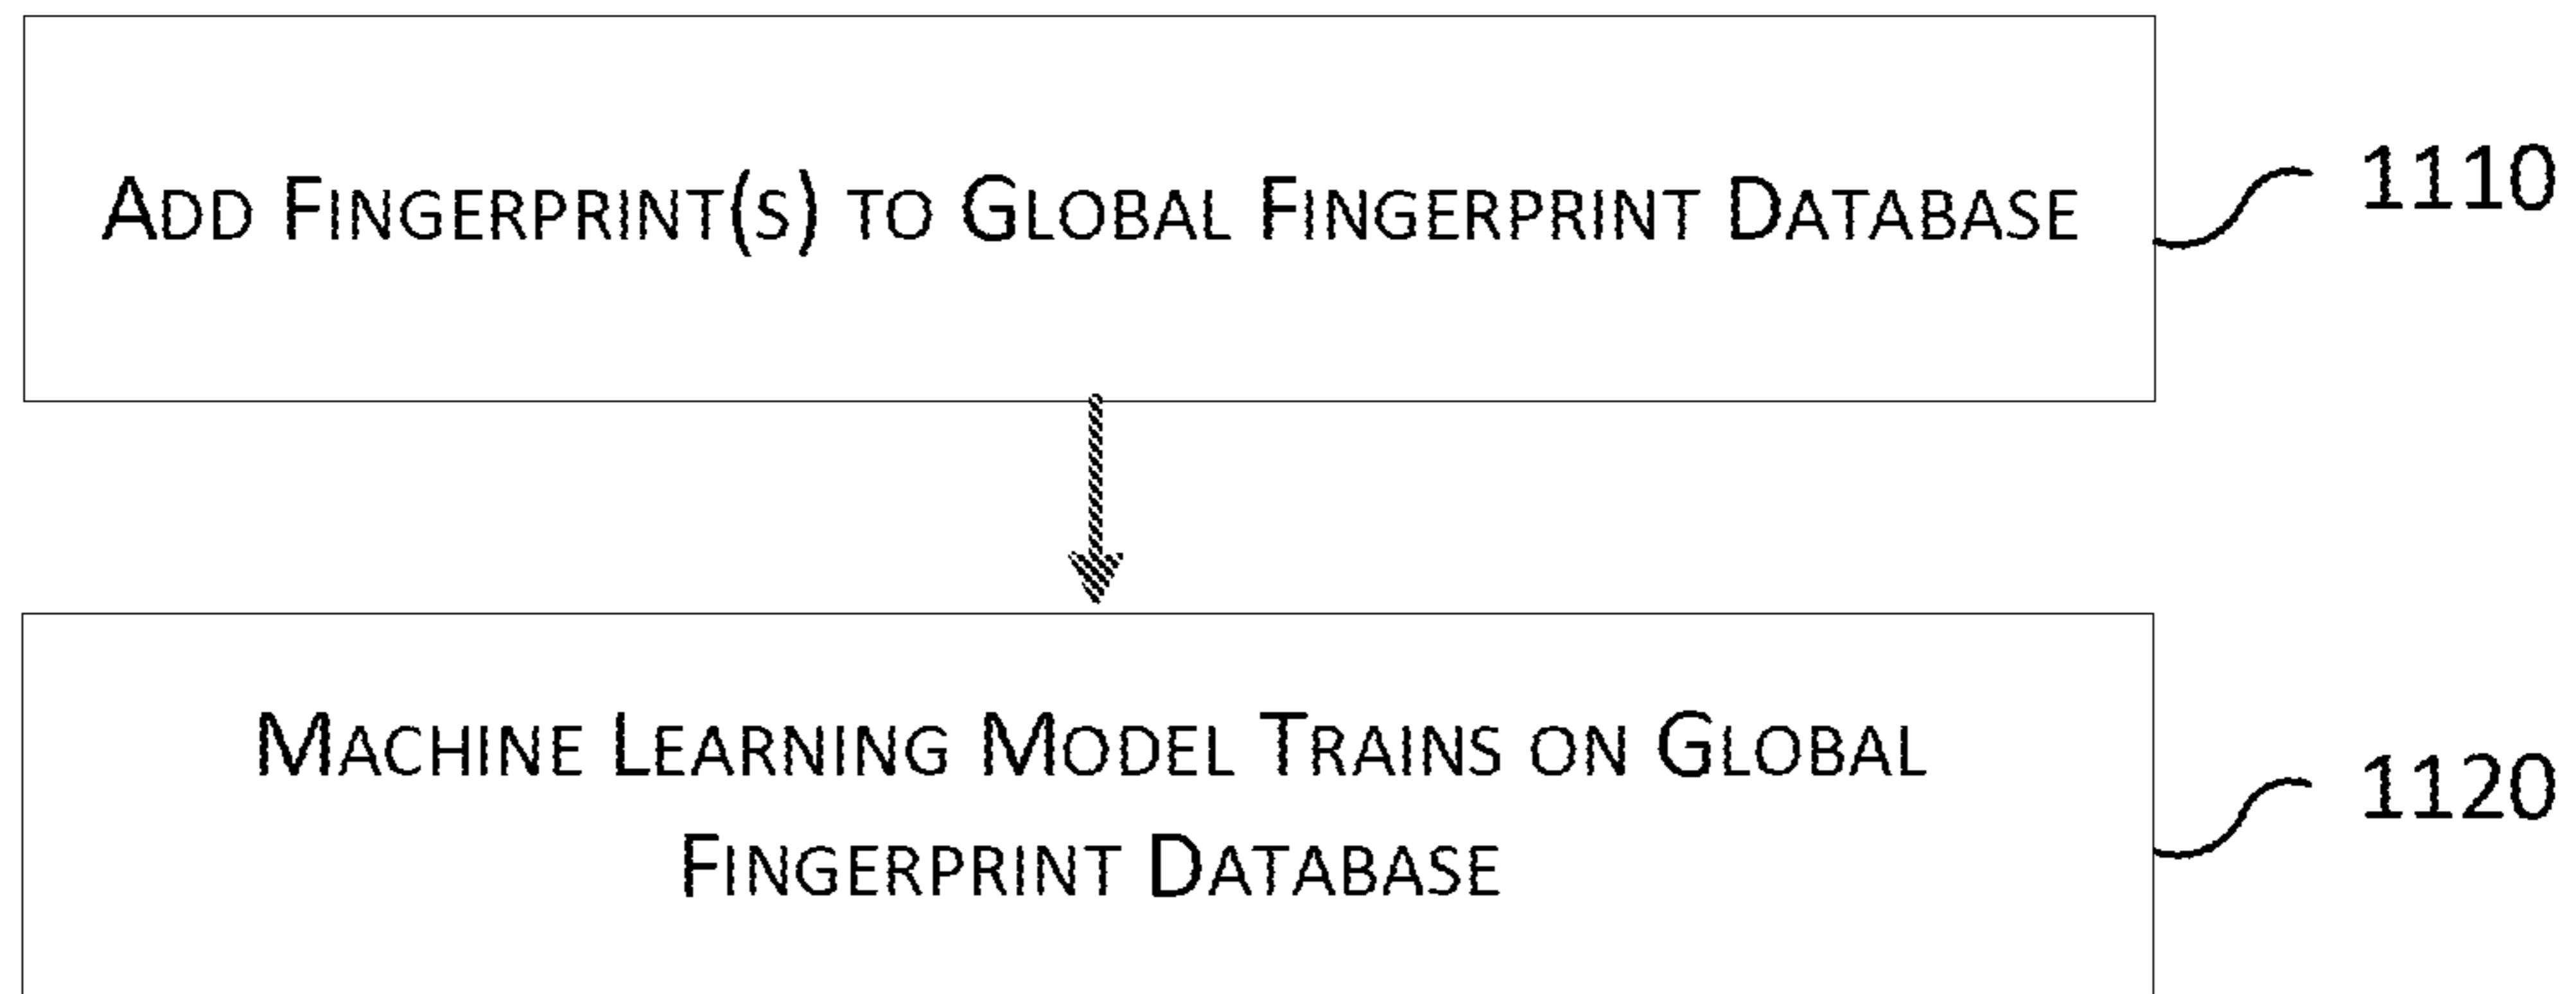 Add Fingerprint(s) to Global Fingerprint Database
1110
Machine Learning Model Trains on Global
Fingerprint Database
1120